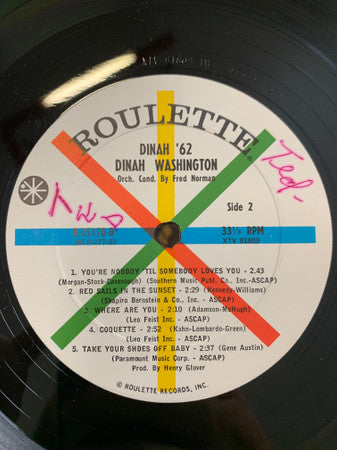 ROULETTE
DINAH '62
DINAH WASHINGTON
Orch. Cond. By Fred Norman
Side 2
33⅓ RPM
XTV 81809
TED
Ted-
1. YOU'RE NOBODY 'TIL SOMEBODY LOVES YOU - 2.43
(Morgan-Stock-Cavanaugh) (Southern Music Publ. Co., Inc. - ASCAP)
2. RED SAILS IN THE SUNSET - 2:29 (Kennedy-Williams)
(Shapiro Bernstein & Co. Inc. - ASCAP)
3. WHERE ARE YOU - 2:10 (Adamson-McHugh)
(Leo Feist Inc. - ASCAP)
4. COQUETTE - 2:52 (Kahn-Lombardo-Green)
(Leo Feist Inc. - ASCAP)
5. TAKE YOUR SHOES OFF BABY - 2:37 (Gene Austin)
(Paramount Music Corp. - ASCAP)
Prod. By Henry Glover
© ROULETTE RECORDS, INC.